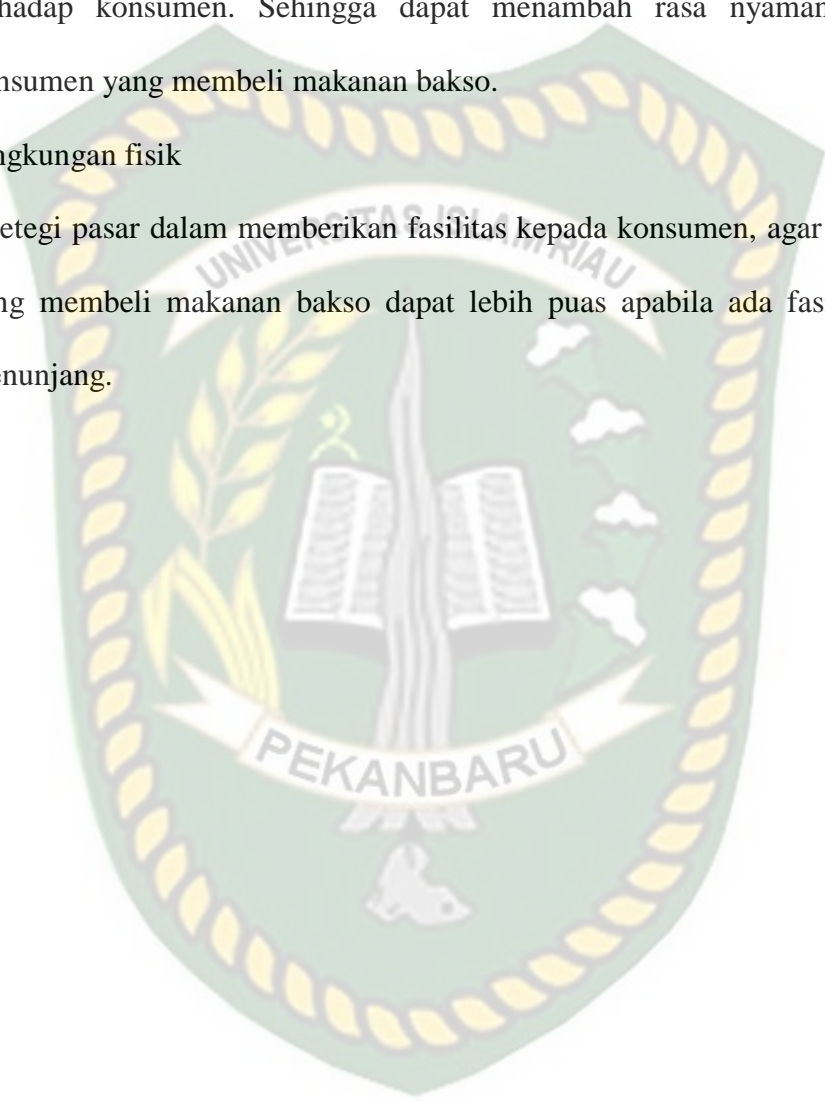 hadap konsumen. Sehingga dapat menambah rasa nyaman
nsumen yang membeli makanan bakso.
ngkungan fisik
etegi pasar dalam memberikan fasilitas kepada konsumen, agar
UNIVERSITAS ISLAM RIAU
ng membeli makanan bakso dapat lebih puas apabila ada fas
enunjang.
PEKANBARU